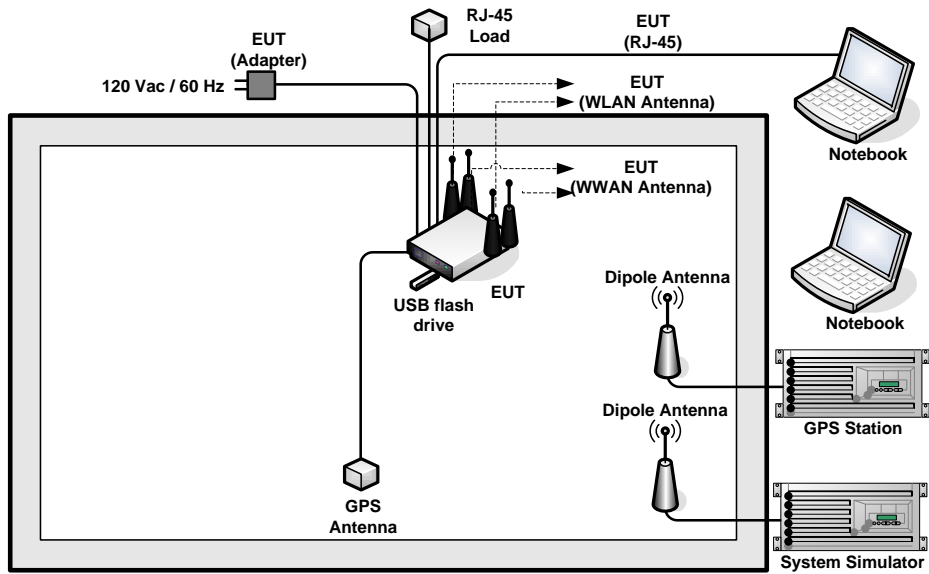 RJ-45
Load
EUT
(RJ-45)
EUT
(Adapter)
120 Vac / 60 Hz
EUT
(WLAN Antenna)
Notebook
EUT
(WWAN Antenna)
USB flash
drive
EUT
Dipole Antenna
Notebook
GPS Station
Dipole Antenna
GPS
Antenna
System Simulator